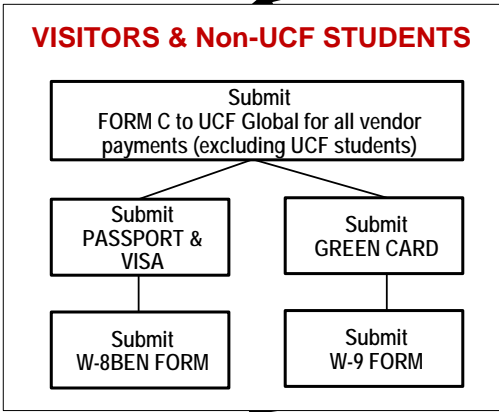 VISITORS & Non-UCF STUDENTS
Submit
FORM C to UCF Global for all vendor
payments (excluding UCF students)
Submit
PASSPORT &
VISA
Submit
GREEN CARD
Submit
W-8BEN FORM
Submit
W-9 FORM